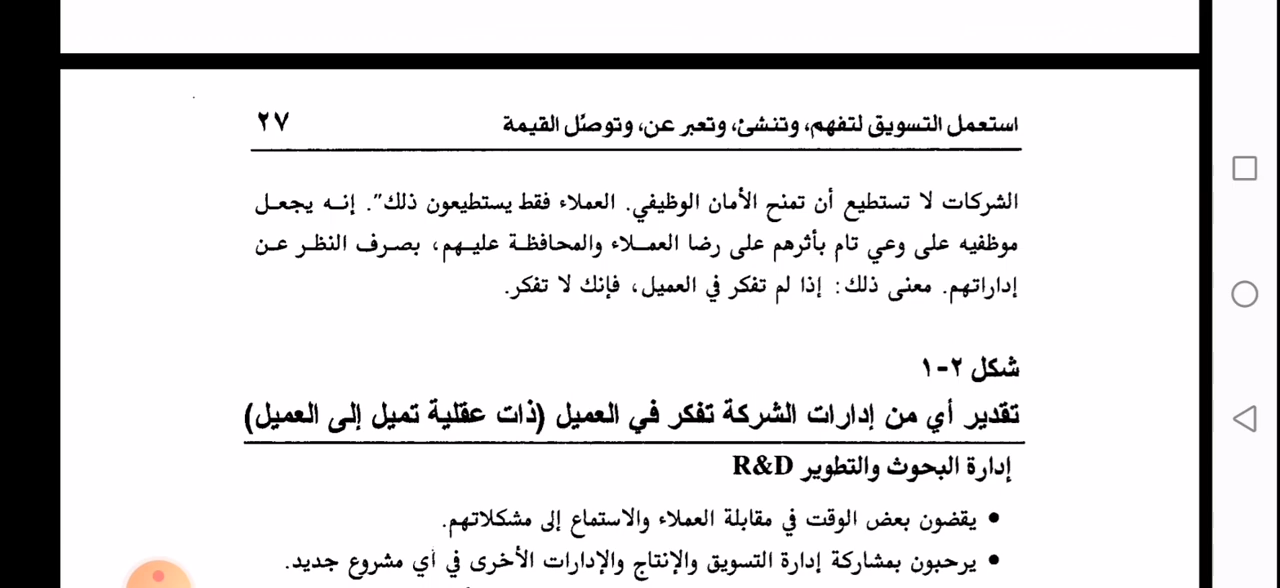 استعمل التسويق لتفهم، وتنشئ، وتعبر عن، وتوصّل القيمة ٢٧
الشركات لا تستطيع أن تمنح الأمان الوظيفي. العملاء فقط يستطيعون ذلك". إنه يجعل
موظفيه على وعي تام بأثرهم على رضا العملاء والمحافظة عليهم، بصرف النظر عن
إداراتهم. معنى ذلك: إذا لم تفكر في العميل، فإنك لا تفكر.
شكل ٢-١
تقدير أي من إدارات الشركة تفكر في العميل (ذات عقلية تميل إلى العميل)
إدارة البحوث والتطوير R&D
• يقضون بعض الوقت في مقابلة العملاء والاستماع إلى مشكلاتهم.
• يرحبون بمشاركة إدارة التسويق والإنتاج والإدارات الأخرى في أي مشروع جديد.